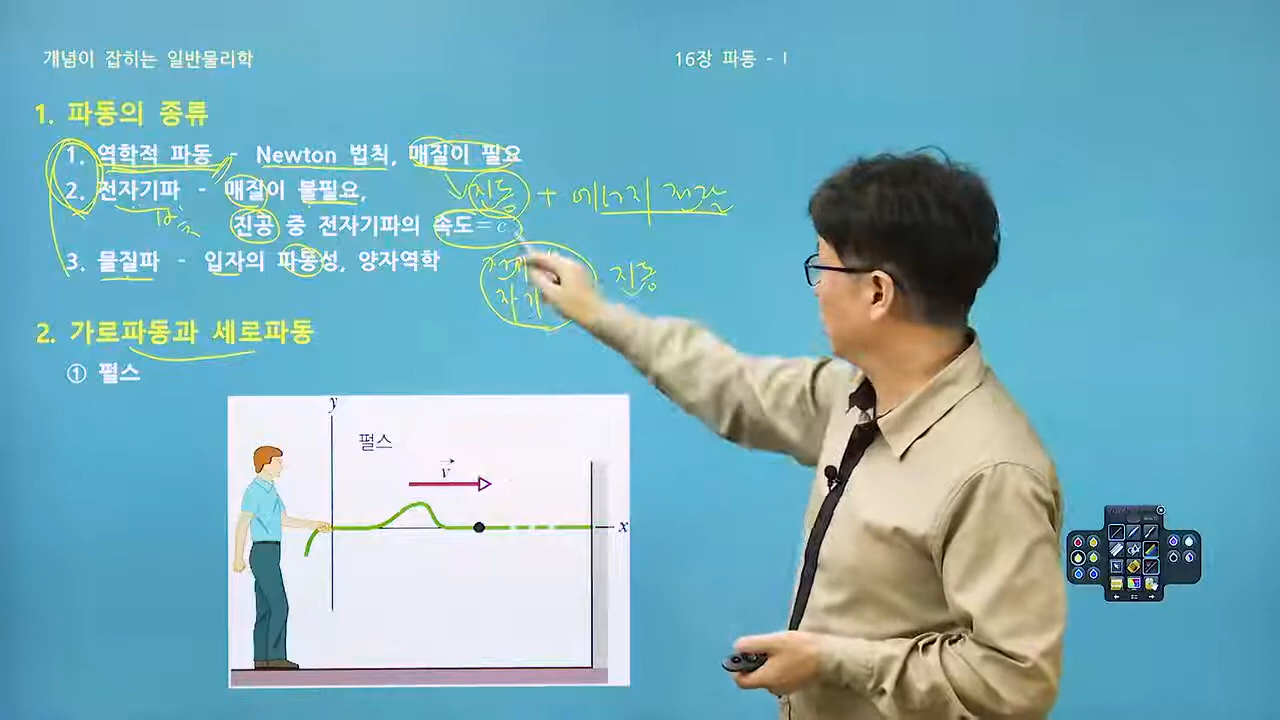 개념이 잡히는 일반물리학
16장 파동 - I
1. 파동의 종류
1. 역학적 파동 - Newton 법칙, 매질이 필요
2. 전자기파 - 매질이 불필요,
진동 + 에너지 전달
진공 중 전자기파의 속도=c
3. 물질파 - 입자의 파동성, 양자역학
진동
자기
2. 가로파동과 세로파동
① 펄스
y
펄스
v
x